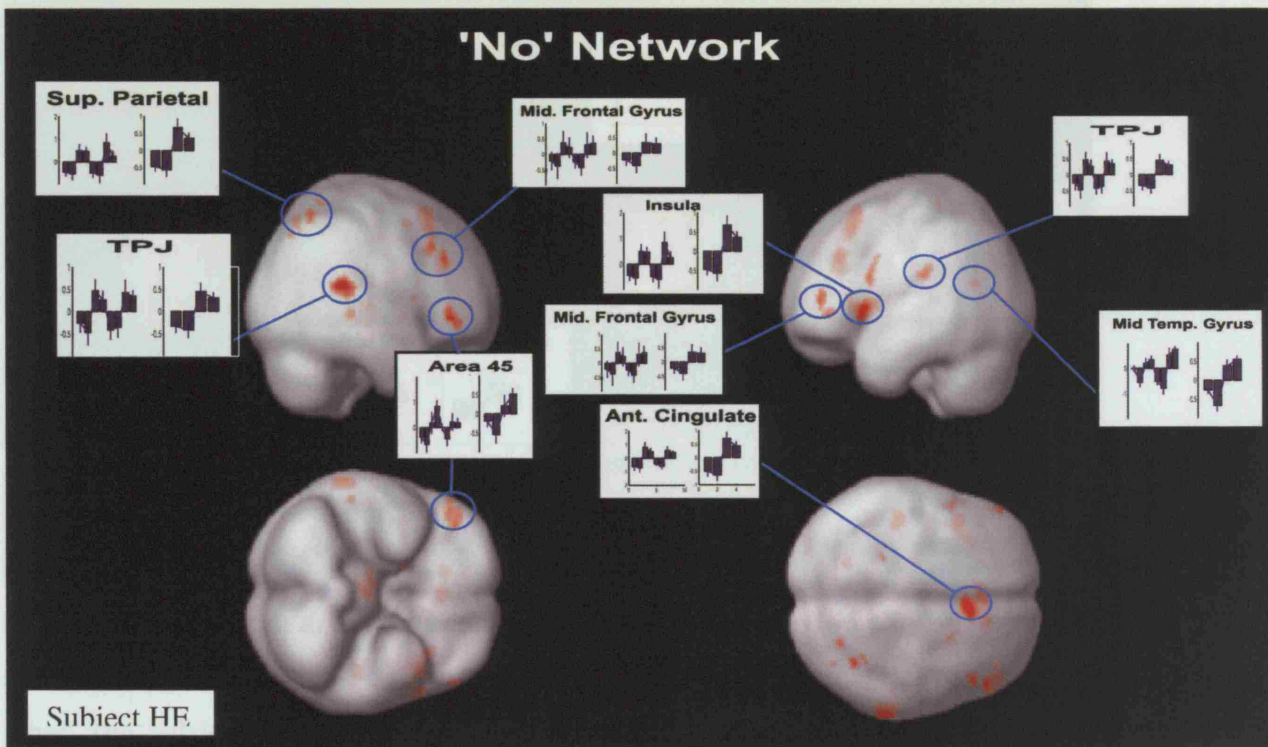 'No' Network
Sup. Parietal
Mid. Frontal Gyrus
TPJ
TPJ
Insula
Mid. Frontal Gyrus
Mid Temp. Gyrus
Area 45
Ant. Cingulate
Subject HE